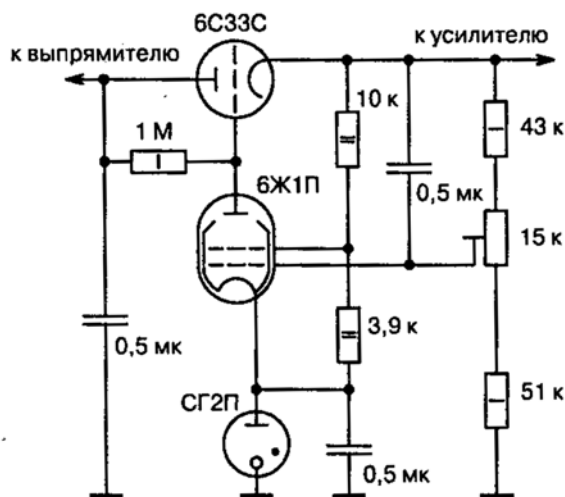 6С33С
к выпрямителю
к усилителю
10 к
43 к
1 М
6Ж1П
0,5 мк
15 к
3,9 к
0,5 мк
СГ2П
51 к
0,5 мк